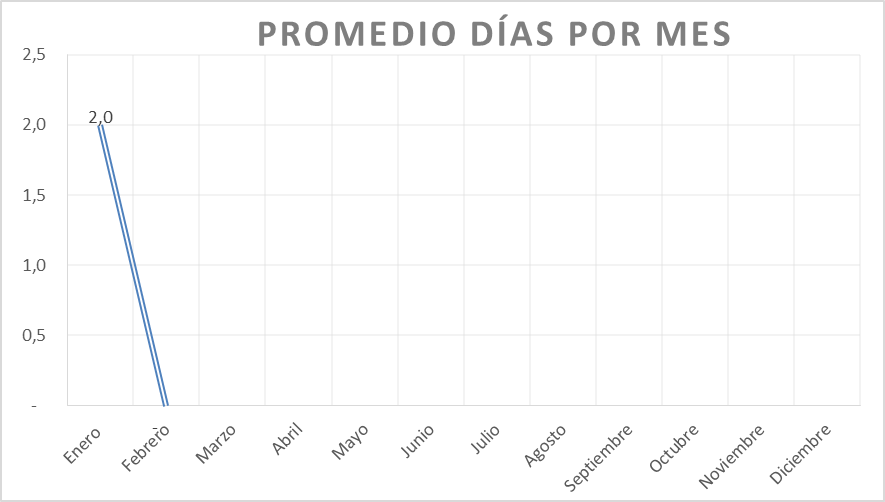 PROMEDIO DÍAS POR MES
2,5
2,0
1,5
1,0
0,5
-
2,0
-
Enero
Febrero
Marzo
Abril
Mayo
Junio
Julio
Agosto
Septiembre
Octubre
Noviembre
Diciembre